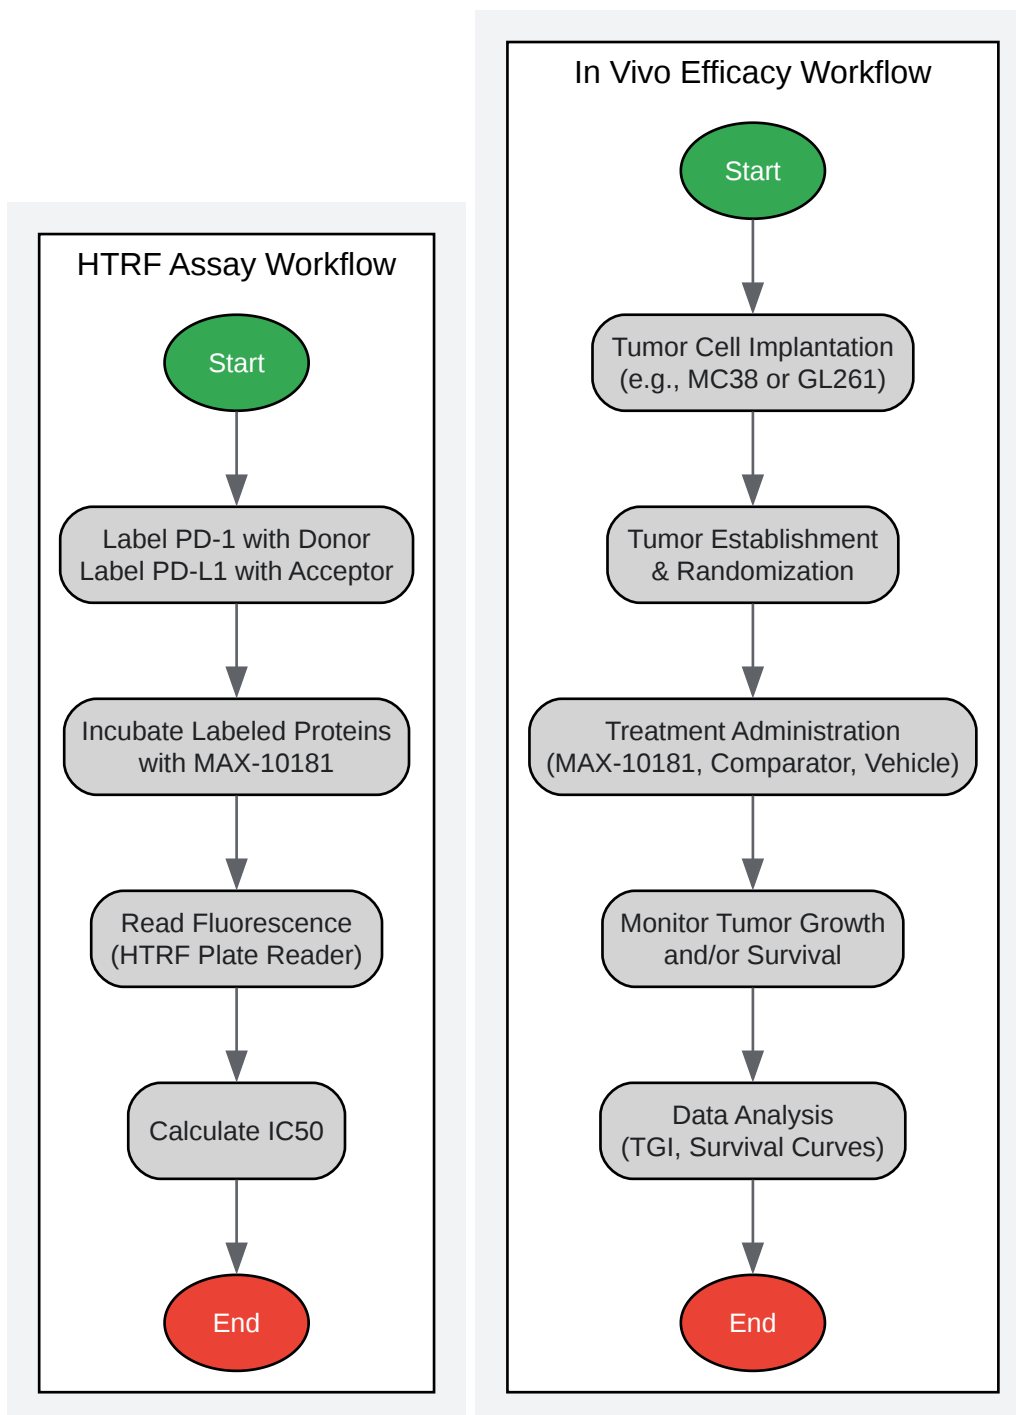 HTRF Assay Workflow
Start
Label PD-1 with Donor
Label PD-L1 with Acceptor
Incubate Labeled Proteins
with MAX-10181
Read Fluorescence
(HTRF Plate Reader)
Calculate IC50
End
In Vivo Efficacy Workflow
Start
Tumor Cell Implantation
(e.g., MC38 or GL261)
Tumor Establishment
& Randomization
Treatment Administration
(MAX-10181, Comparator, Vehicle)
Monitor Tumor Growth
and/or Survival
Data Analysis
(TGI, Survival Curves)
End